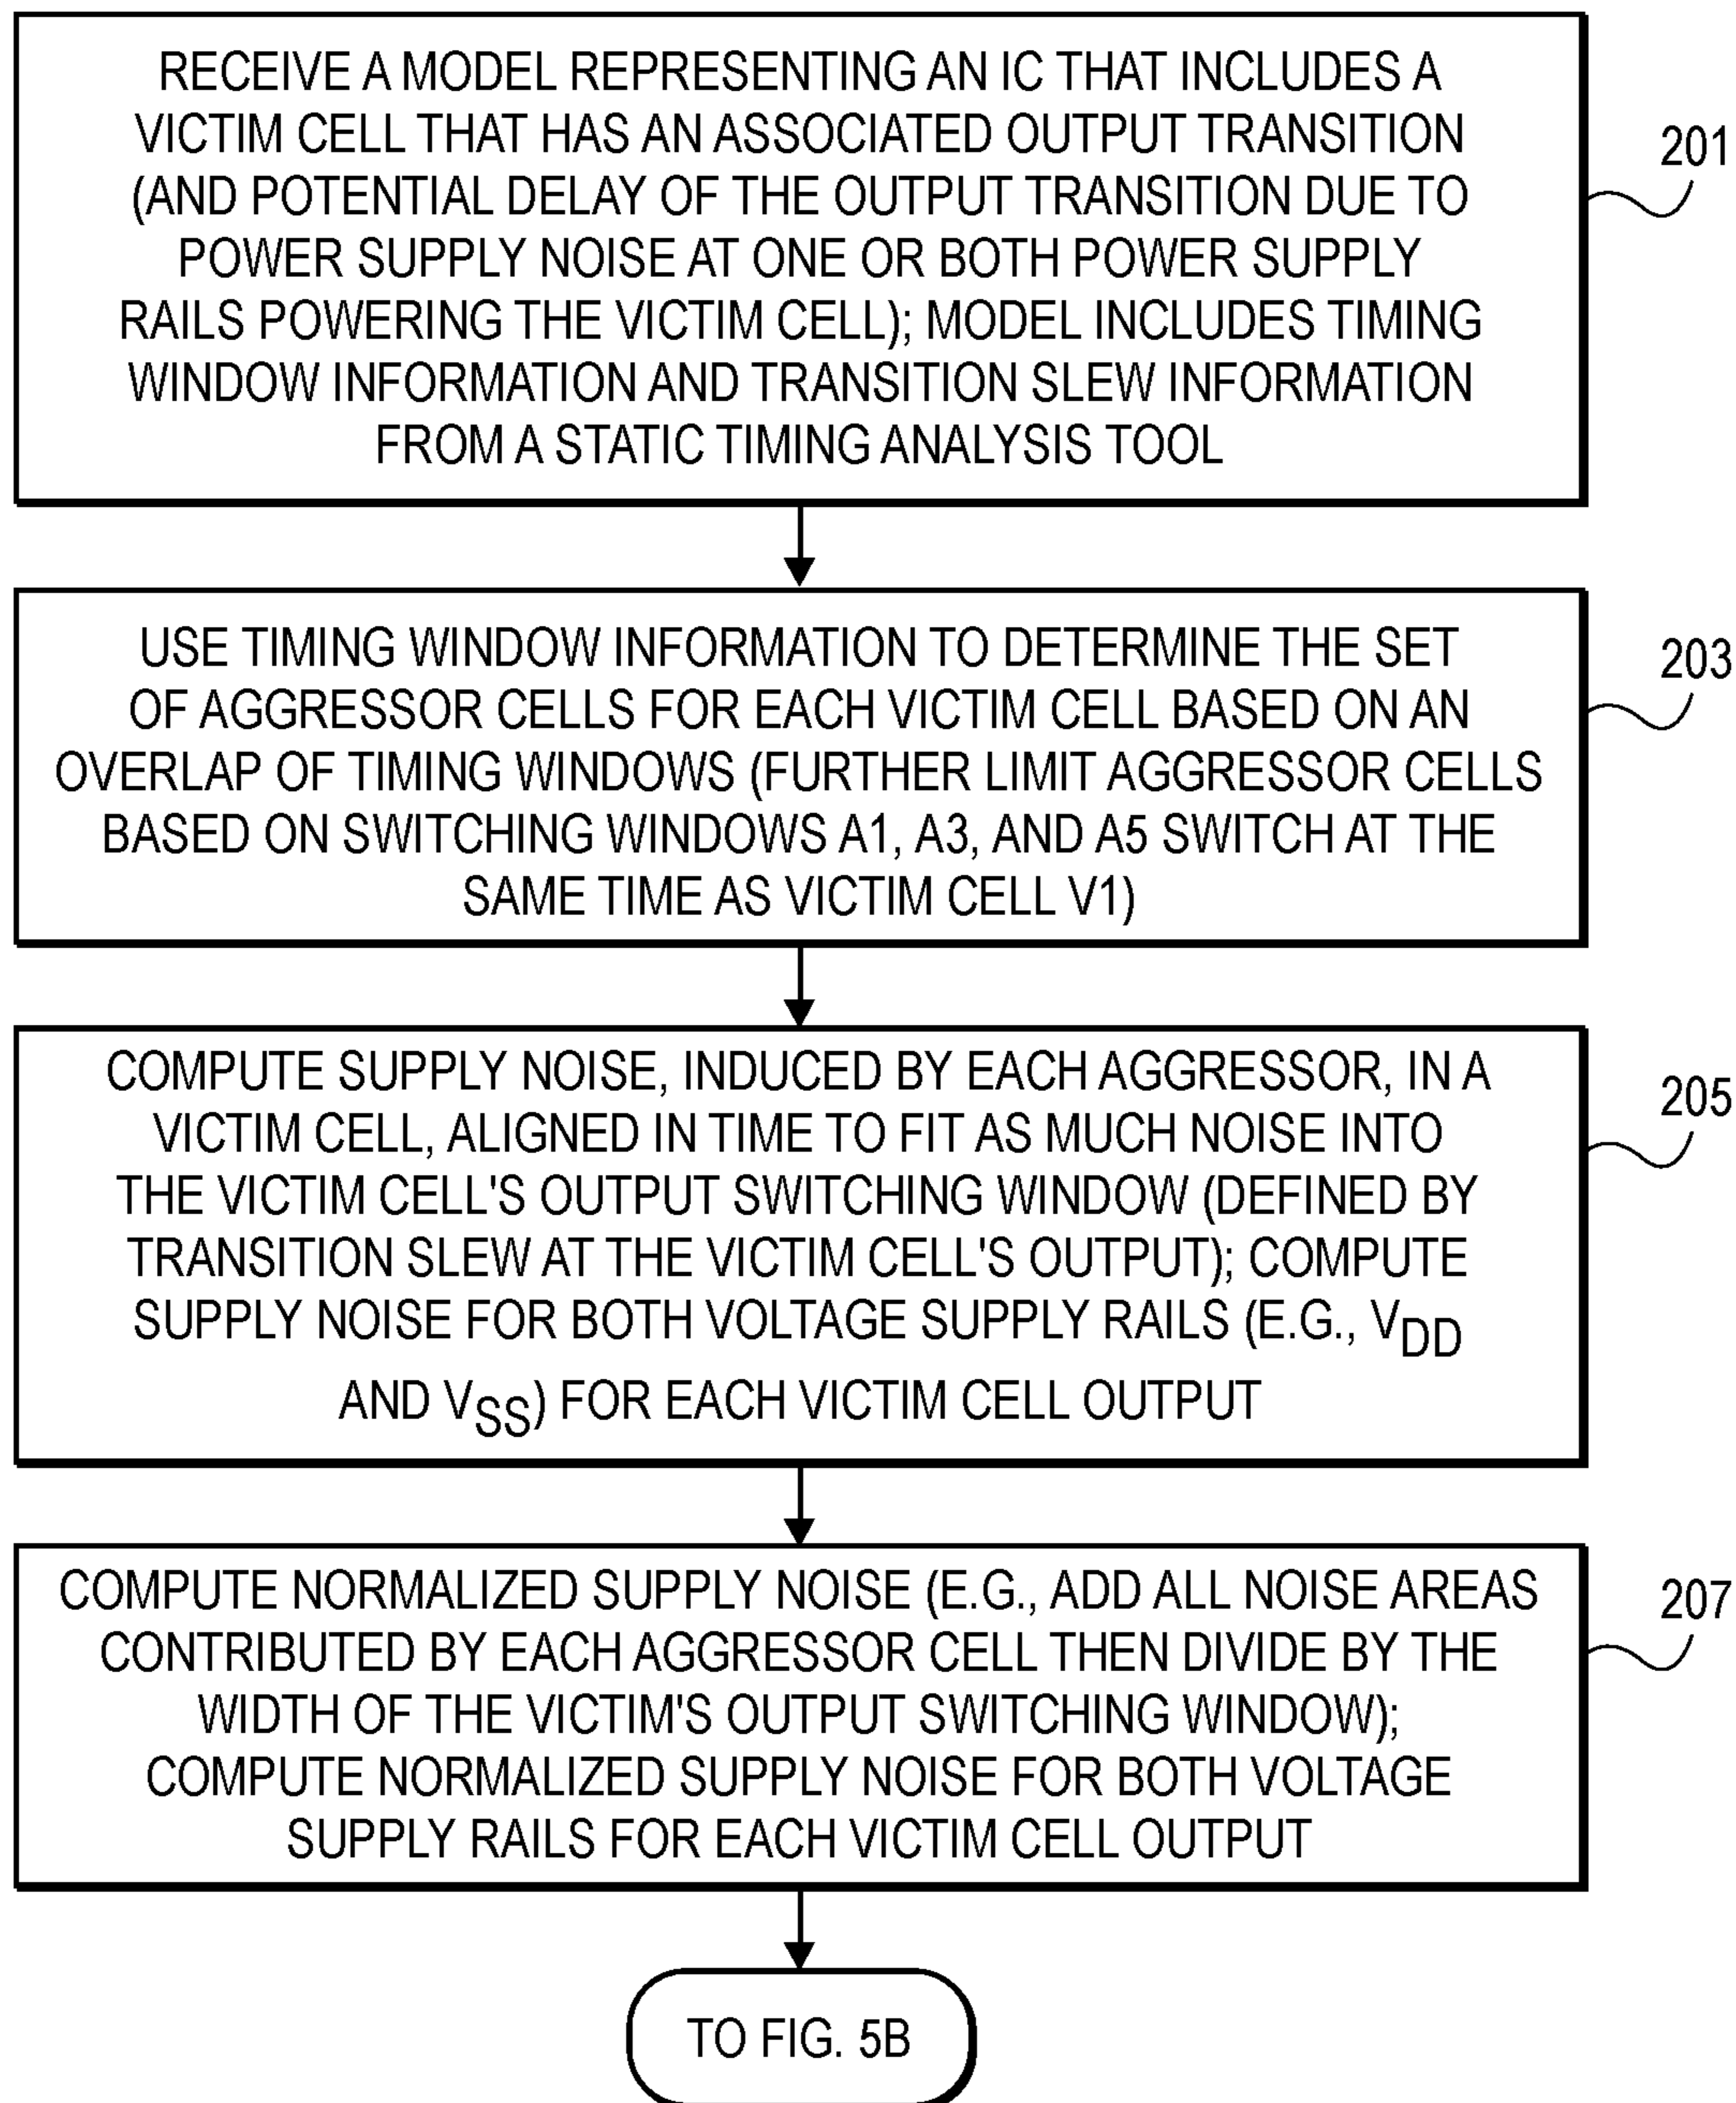 RECEIVE A MODEL REPRESENTING AN IC THAT INCLUDES A
VICTIM CELL THAT HAS AN ASSOCIATED OUTPUT TRANSITION
(AND POTENTIAL DELAY OF THE OUTPUT TRANSITION DUE TO
POWER SUPPLY NOISE AT ONE OR BOTH POWER SUPPLY
RAILS POWERING THE VICTIM CELL); MODEL INCLUDES TIMING
WINDOW INFORMATION AND TRANSITION SLEW INFORMATION
FROM A STATIC TIMING ANALYSIS TOOL
201
USE TIMING WINDOW INFORMATION TO DETERMINE THE SET
OF AGGRESSOR CELLS FOR EACH VICTIM CELL BASED ON AN
OVERLAP OF TIMING WINDOWS (FURTHER LIMIT AGGRESSOR CELLS
BASED ON SWITCHING WINDOWS A1, A3, AND A5 SWITCH AT THE
SAME TIME AS VICTIM CELL V1)
203
COMPUTE SUPPLY NOISE, INDUCED BY EACH AGGRESSOR, IN A
VICTIM CELL, ALIGNED IN TIME TO FIT AS MUCH NOISE INTO
THE VICTIM CELL'S OUTPUT SWITCHING WINDOW (DEFINED BY
TRANSITION SLEW AT THE VICTIM CELL'S OUTPUT); COMPUTE
SUPPLY NOISE FOR BOTH VOLTAGE SUPPLY RAILS (E.G., VDD
AND VSS) FOR EACH VICTIM CELL OUTPUT
205
COMPUTE NORMALIZED SUPPLY NOISE (E.G., ADD ALL NOISE AREAS
CONTRIBUTED BY EACH AGGRESSOR CELL THEN DIVIDE BY THE
WIDTH OF THE VICTIM'S OUTPUT SWITCHING WINDOW);
COMPUTE NORMALIZED SUPPLY NOISE FOR BOTH VOLTAGE
SUPPLY RAILS FOR EACH VICTIM CELL OUTPUT
207
TO FIG. 5B